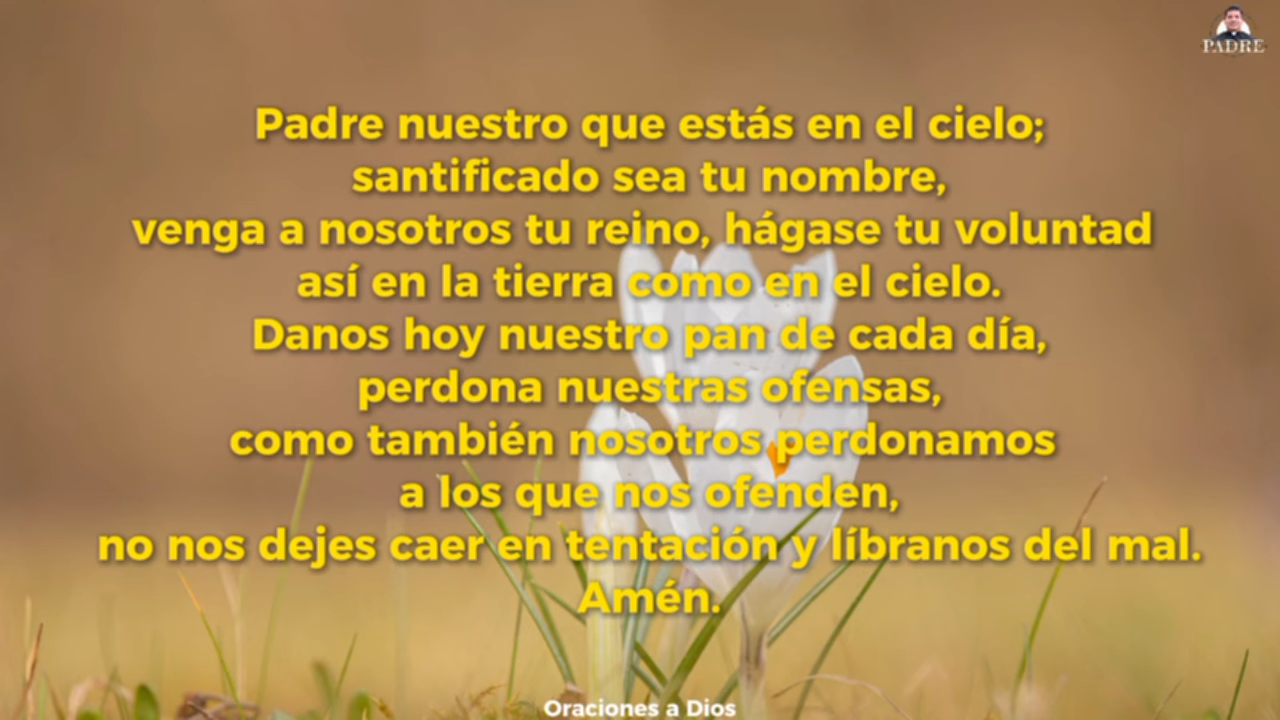 PADRE
Padre nuestro que estás en el cielo;
santificado sea tu nombre,
venga a nosotros tu reino, hágase tu voluntad
así en la tierra como en el cielo.
Danos hoy nuestro pan de cada día,
perdona nuestras ofensas,
como también nosotros perdonamos
a los que nos ofenden,
no nos dejes caer en tentación y líbranos del mal.
Amén.
Oraciones a Dios